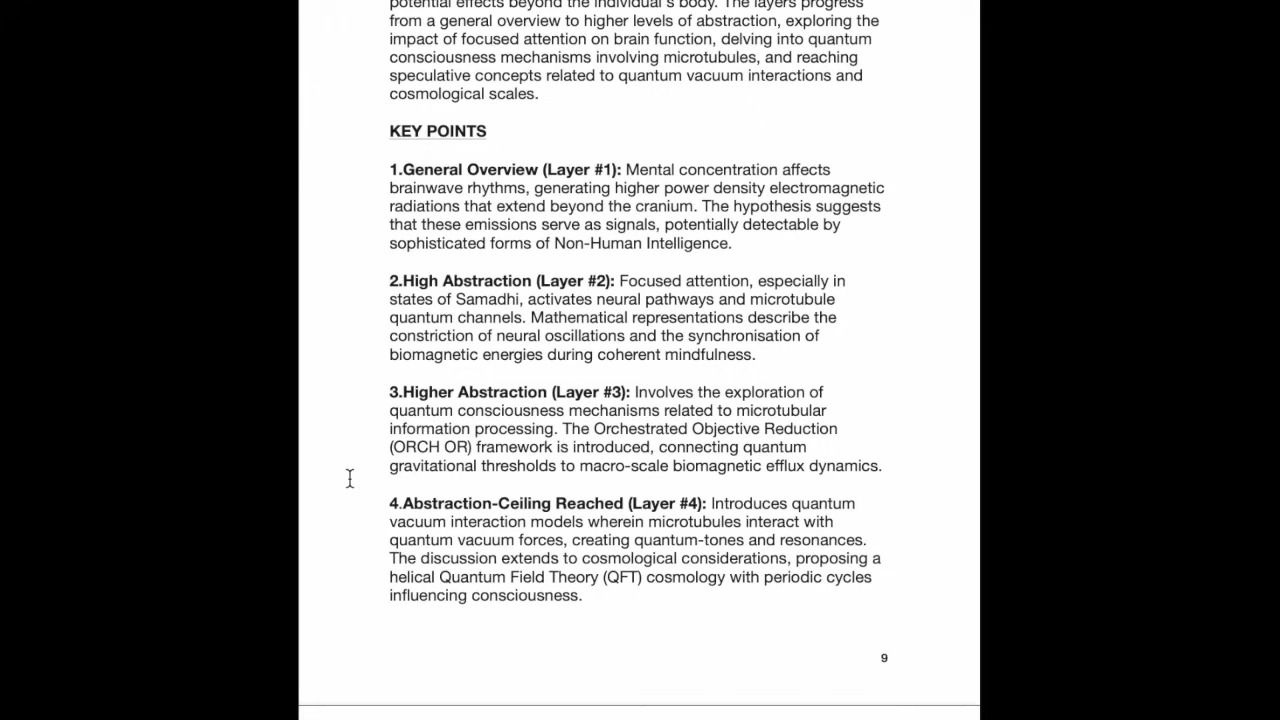 potential effects beyond the individual's body. The layers progress
from a general overview to higher levels of abstraction, exploring the
impact of focused attention on brain function, delving into quantum
consciousness mechanisms involving microtubules, and reaching
speculative concepts related to quantum vacuum interactions and
cosmological scales.
KEY POINTS
1.General Overview (Layer #1): Mental concentration affects
brainwave rhythms, generating higher power density electromagnetic
radiations that extend beyond the cranium. The hypothesis suggests
that these emissions serve as signals, potentially detectable by
sophisticated forms of Non-Human Intelligence.
2.High Abstraction (Layer #2): Focused attention, especially in
states of Samadhi, activates neural pathways and microtubule
quantum channels. Mathematical representations describe the
constriction of neural oscillations and the synchronisation of
biomagnetic energies during coherent mindfulness.
3.Higher Abstraction (Layer #3): Involves the exploration of
quantum consciousness mechanisms related to microtubular
information processing. The Orchestrated Objective Reduction
(ORCH OR) framework is introduced, connecting quantum
gravitational thresholds to macro-scale biomagnetic efflux dynamics.
4.Abstraction-Ceiling Reached (Layer #4): Introduces quantum
vacuum interaction models wherein microtubules interact with
quantum vacuum forces, creating quantum-tones and resonances.
The discussion extends to cosmological considerations, proposing a
helical Quantum Field Theory (QFT) cosmology with periodic cycles
influencing consciousness.
9